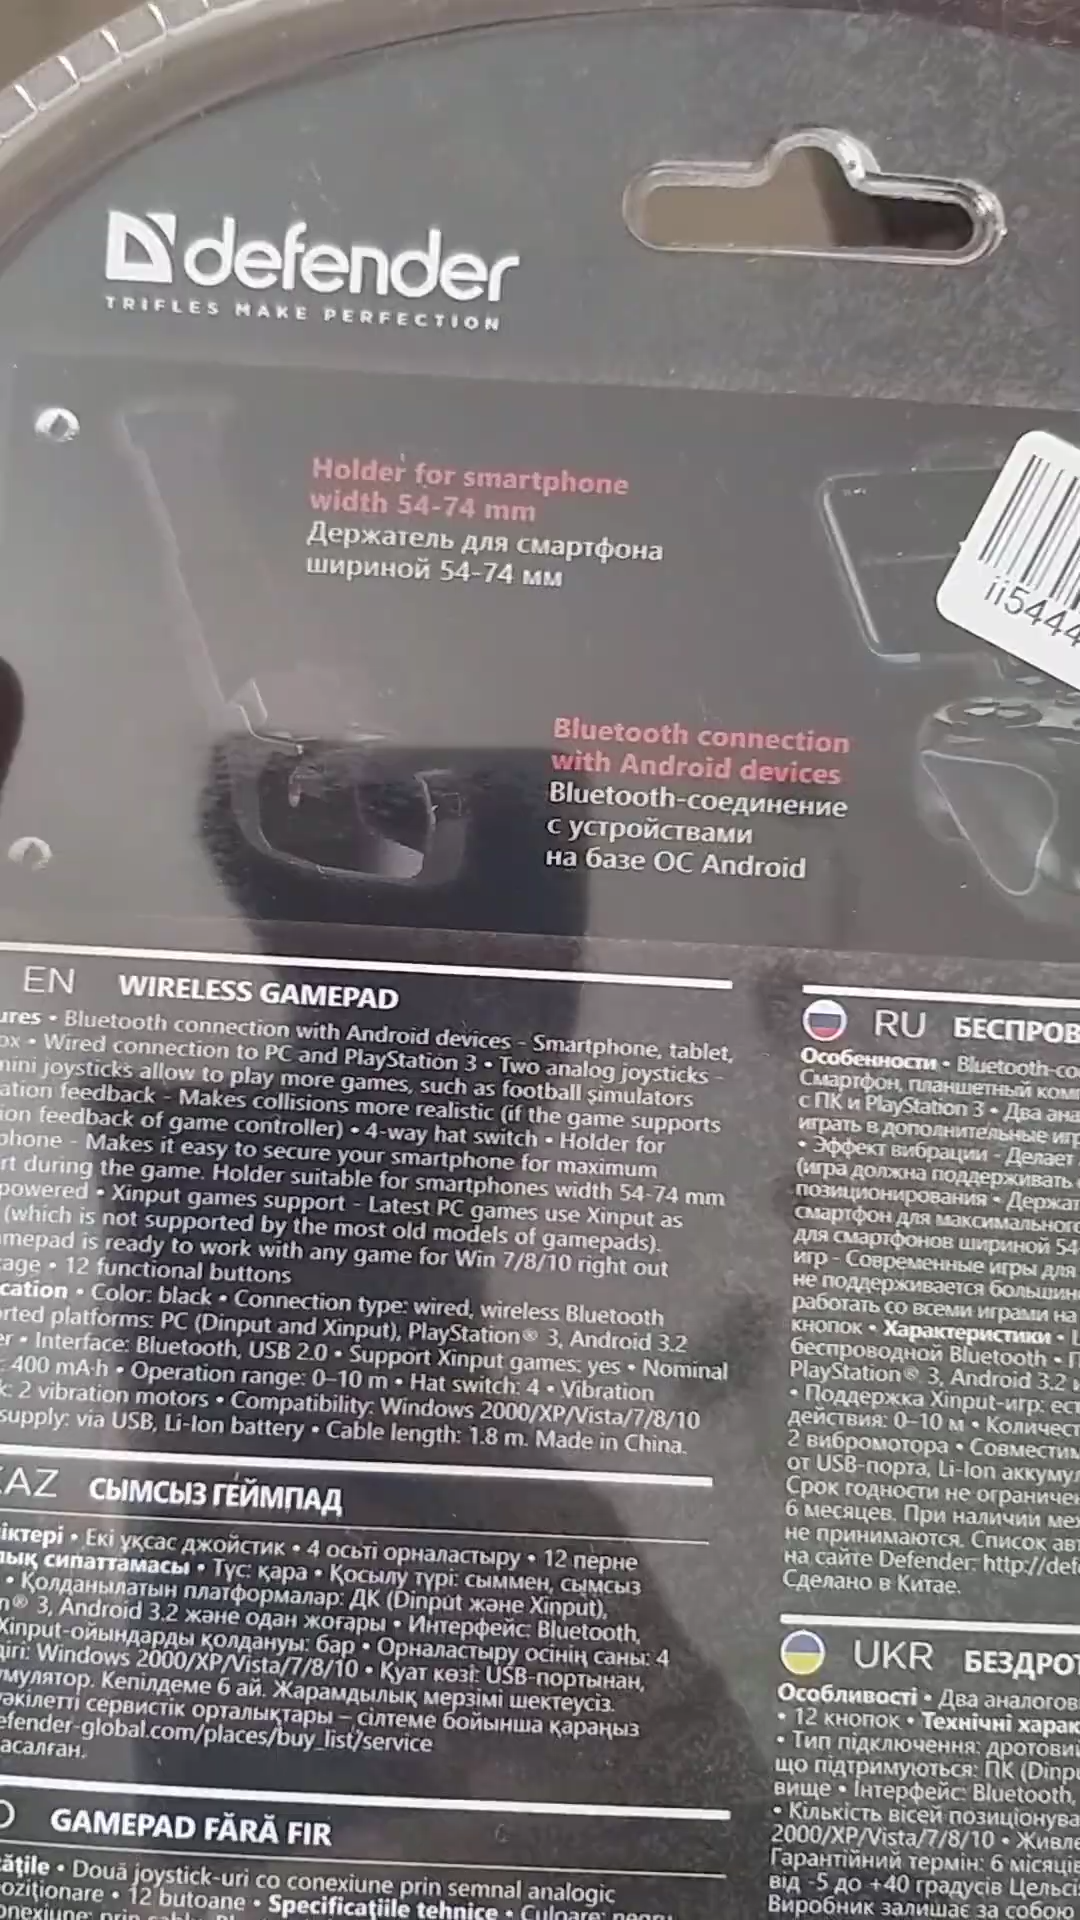 defender
TRIFLES MAKE PERFECTION
Holder for smartphone
width 54-74 mm
Держатель для смартфона
шириной 54-74 мм
ii5444
Bluetooth connection
with Android devices
Bluetooth-соединение
с устройствами
на базе ОС Android
EN WIRELESS GAMEPAD
ures • Bluetooth connection with Android devices - Smartphone, tablet,
ox • Wired connection to PC and PlayStation 3 • Two analog joysticks -
mini joysticks allow to play more games, such as football simulators
ation feedback - Makes collisions more realistic (if the game supports
ion feedback of game controller) • 4-way hat switch • Holder for
phone - Makes it easy to secure your smartphone for maximum
rt during the game. Holder suitable for smartphones width 54-74 mm
powered • Xinput games support - Latest PC games use Xinput as
(which is not supported by the most old models of gamepads).
amepad is ready to work with any game for Win 7/8/10 right out
age • 12 functional buttons
cation • Color: black • Connection type: wired, wireless Bluetooth
rted platforms: PC (Dinput and Xinput), PlayStation® 3, Android 3.2
er • Interface: Bluetooth, USB 2.0 • Support Xinput games: yes • Nominal
: 400 mA·h • Operation range: 0–10 m • Hat switch: 4 • Vibration
k: 2 vibration motors • Compatibility: Windows 2000/XP/Vista/7/8/10
supply: via USB, Li-Ion battery • Cable length: 1.8 m. Made in China.
KAZ СЫМСЫЗ ГЕЙМПАД
іктері • Екі ұқсас джойстик • 4 осьті орналастыру • 12 перне
лық сипаттамасы • Түс: қара • Қосылу түрі: сыммен, сымсыз
• Қолданылатын платформалар: ДК (Dinput және Xinput),
n® 3, Android 3.2 және одан жоғары • Интерфейс: Bluetooth,
Xinput-ойындарды қолдануы: бар • Орналастыру осінің саны: 4
ігі: Windows 2000/XP/Vista/7/8/10 • Қуат көзі: USB-портынан,
мулятор. Кепілдеме 6 ай. Жарамдылық мерзімі шектеусіз.
әкілетті сервистік орталықтары – сілтеме бойынша қараңыз
efender-global.com/places/buy_list/service
асалған.
O GAMEPAD FĂRĂ FIR
ățile • Două joystick-uri co conexiune prin semnal analogic
oziționare • 12 butoane • Specificațiile tehnice • Culoare: negru
onexiune: prin
RU БЕСПРОВ
Особенности • Bluetooth-со
Смартфон, планшетный ком
с ПК и PlayStation 3 • Два ана
играть в дополнительные игр
• Эффект вибрации - Делает
(игра должна поддерживать
позиционирования • Держат
смартфон для максимального
для смартфонов шириной 54
игр - Современные игры для
не поддерживается большин
работать со всеми играми на
кнопок • Характеристики •
беспроводной Bluetooth • П
PlayStation® 3, Android 3.2 и
• Поддержка Xinput-игр: ест
действия: 0–10 м • Количест
2 вибромотора • Совместим
от USB-порта, Li-Ion аккумул
Срок годности не ограничен
6 месяцев. При наличии мех
не принимаются. Список авт
на сайте Defender: http://defe
Сделано в Китае.
UKR БЕЗДРОТ
Особливості • Два аналогов
• 12 кнопок • Технічні харак
• Тип підключення: дротовий
що підтримуються: ПК (Dinpu
вище • Інтерфейс: Bluetooth,
• Кількість вісей позиціонува
2000/XP/Vista/7/8/10 • Живле
Гарантійний термін: 6 місяців
від -5 до +40 градусів Цельсі
Виробник залишає за собою